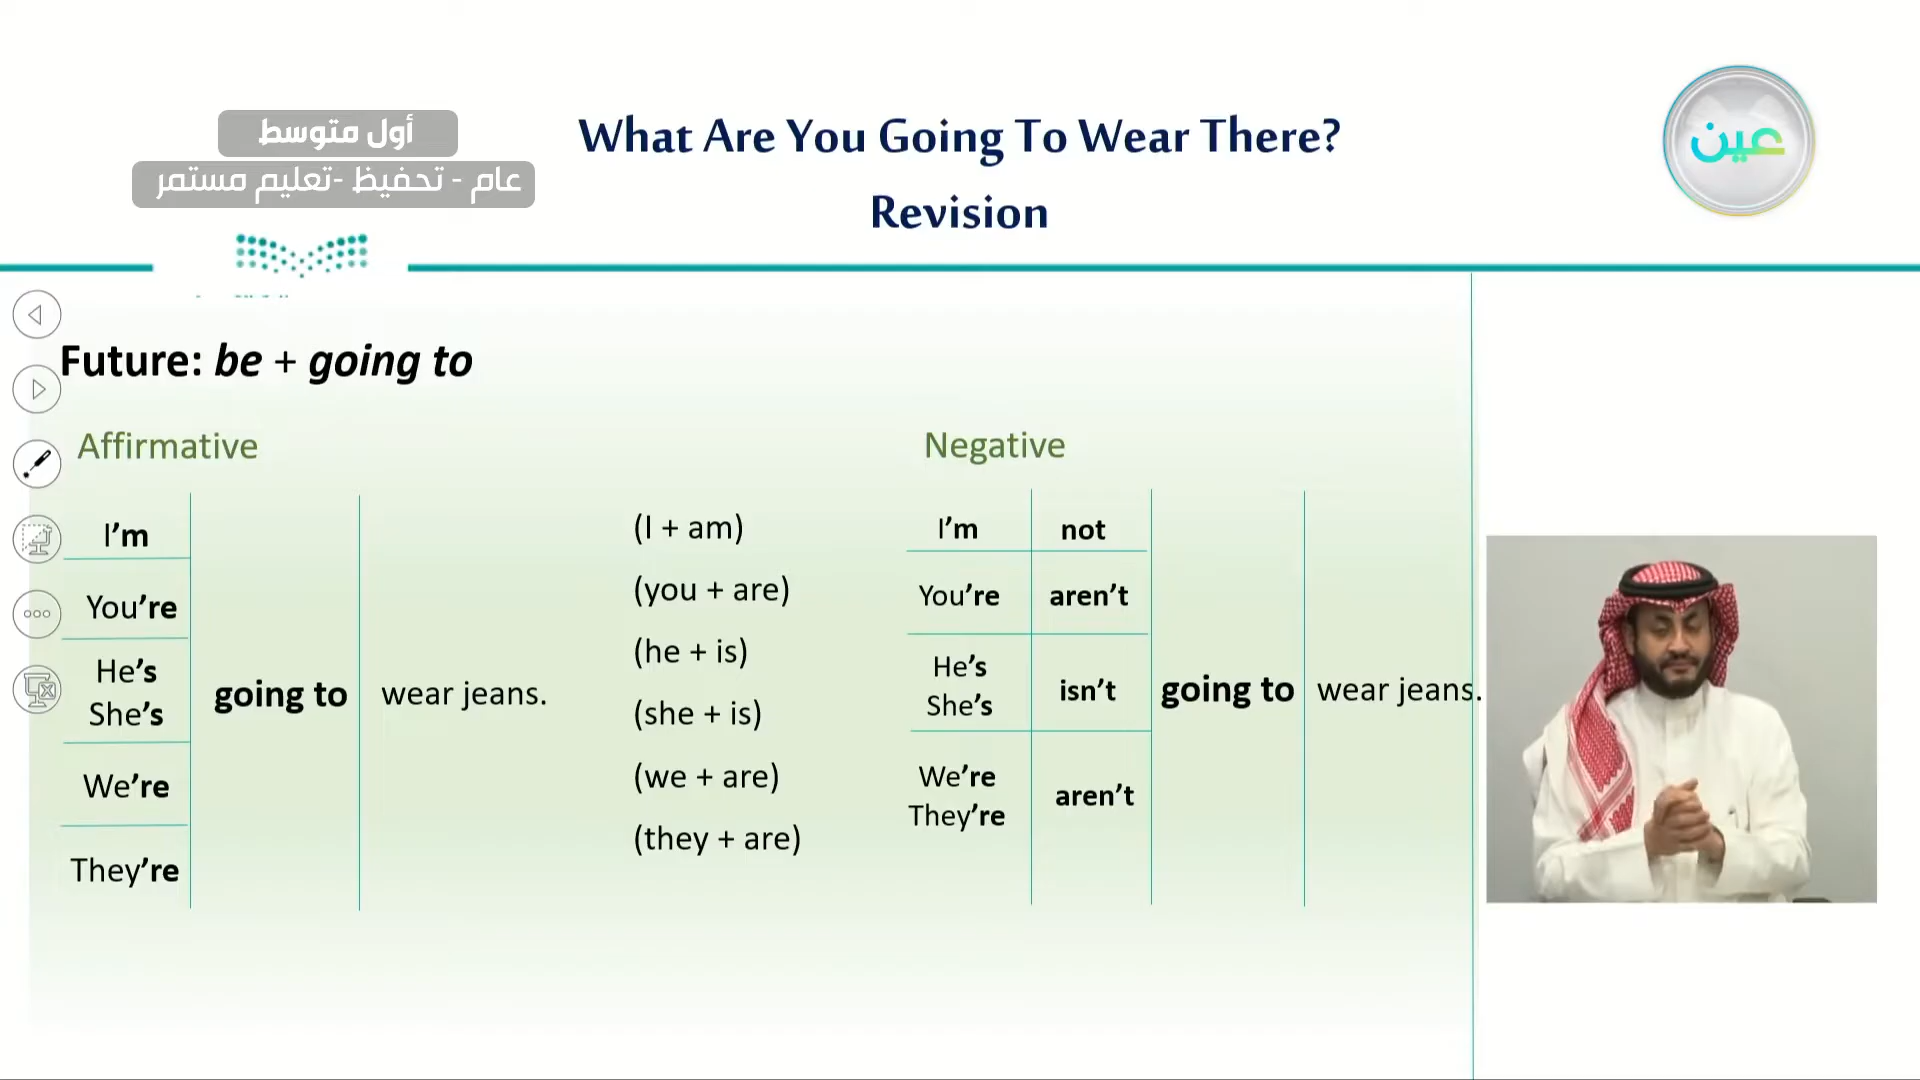 أول متوسط
عام - تحفيظ -تعليم مستمر
What Are You Going To Wear There?
Revision
عين
Future: be + going to
Affirmative
I'm
You're
He's
She's
We're
They're
going to
wear jeans.
(I + am)
(you + are)
(he + is)
(she + is)
(we + are)
(they + are)
Negative
I'm not
You're aren't
He's
She's
isn't
We're
They're
aren't
going to
wear jeans.